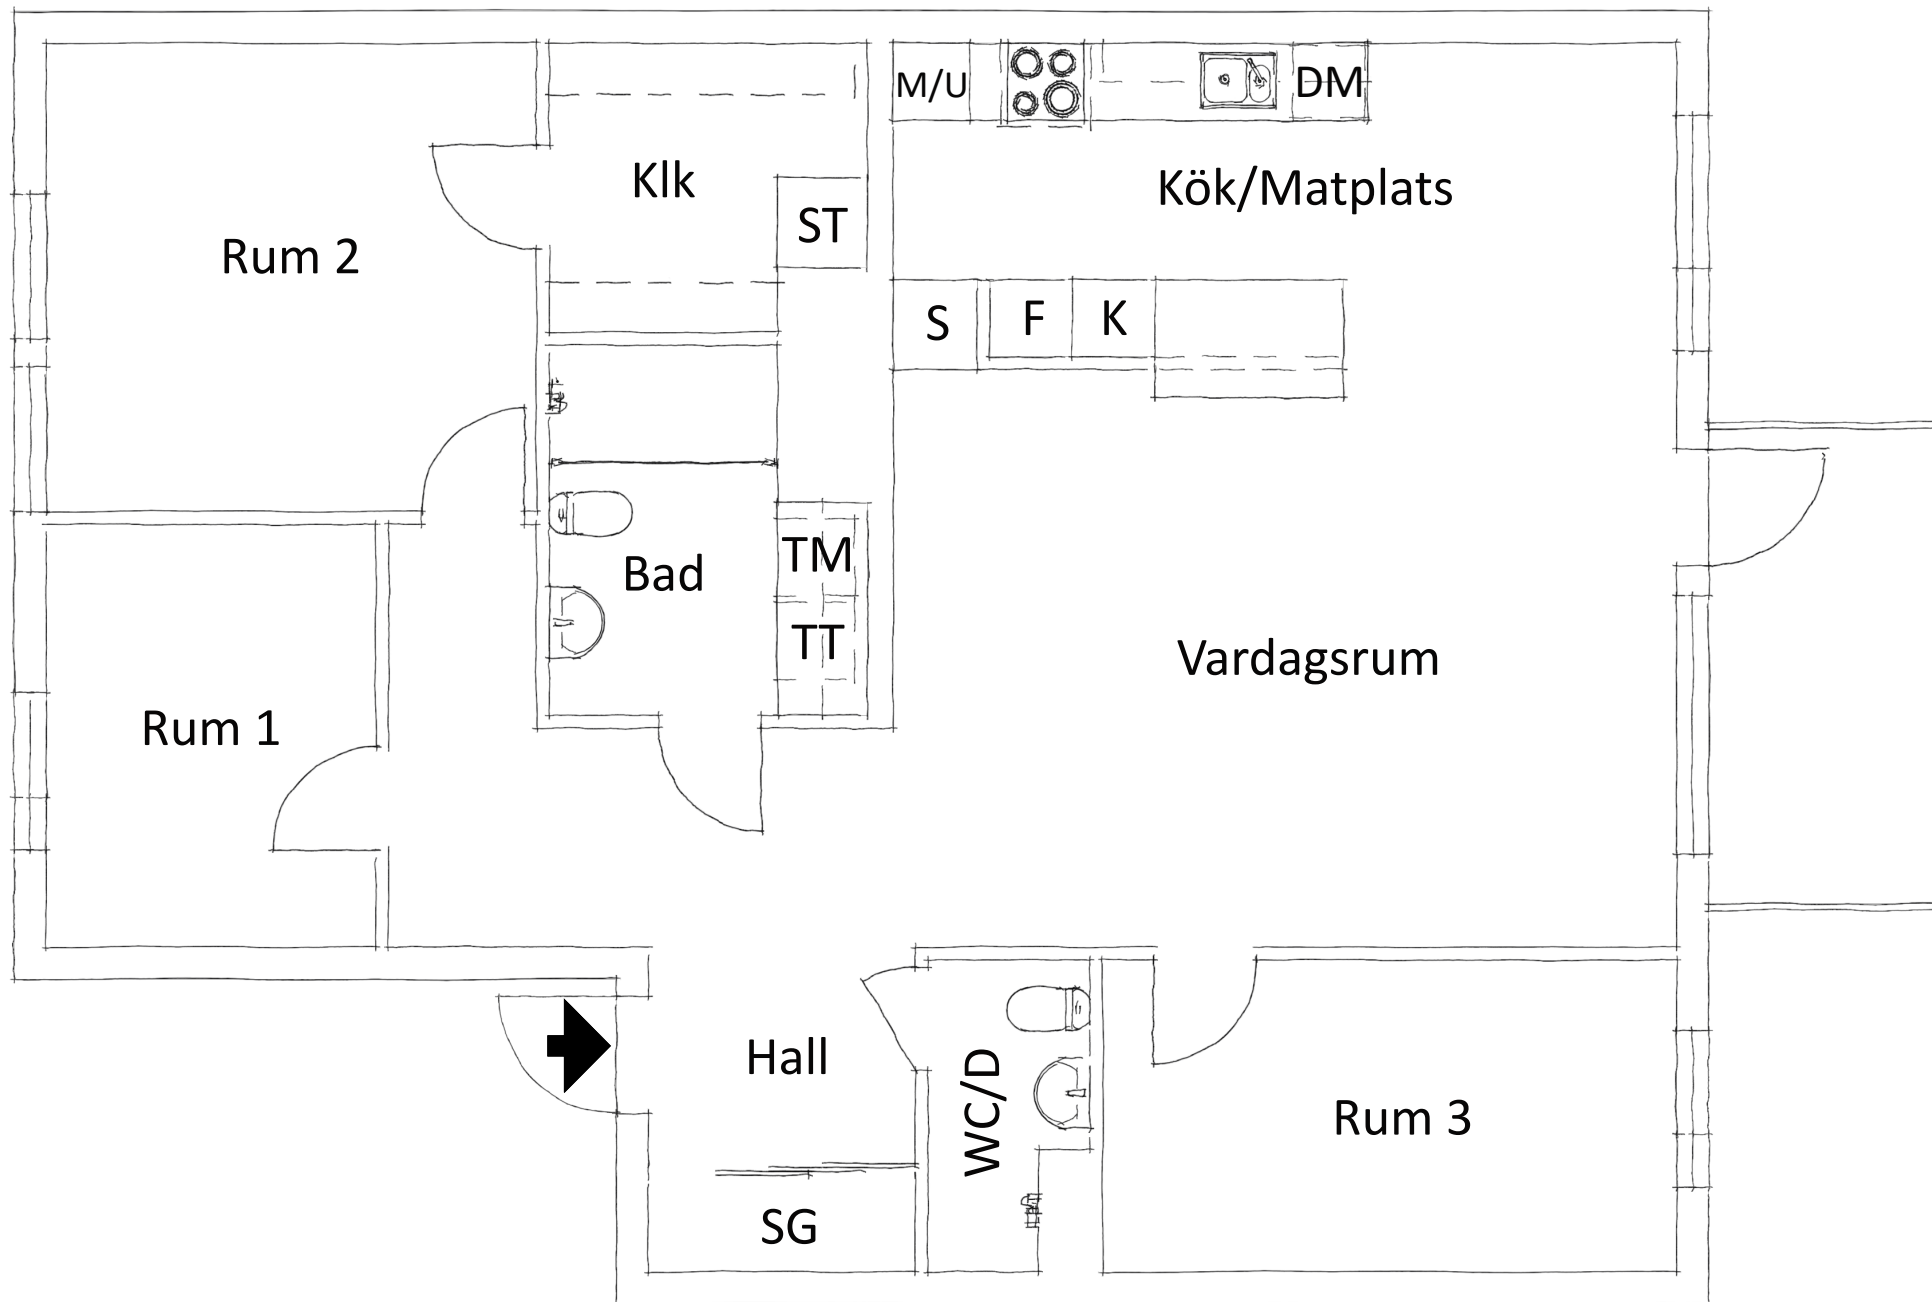 M/U
DM
Klk
Kök/Matplats
ST
Rum 2
S
F
K
TM
Bad
TT
Vardagsrum
Rum 1
Hall
WC/D
Rum 3
SG